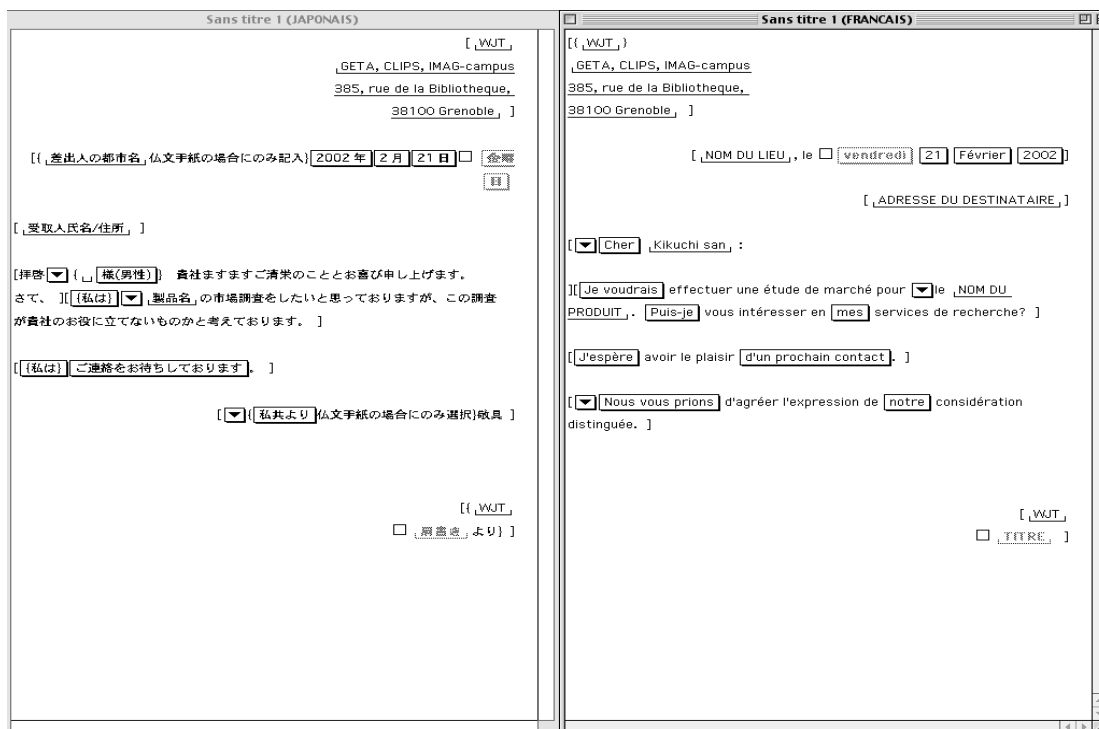 Sans titre 1 (JAPONAIS)
[ WJT
GETA, CLIPS, IMAG-campus
385, rue de la Bibliotheque,
38100 Grenoble ]
[{ 差出人の都市名 仏文手紙の場合にのみ記入} 2002 年 2 月 21 日 金曜
日
[ 受取人氏名/住所 ]
[拝啓 { 様(男性) } 貴社ますますご清栄のこととお喜び申し上げます。
さて、 ][ {私は} 製品名 の市場調査をしたいと思っておりますが、この調査
が貴社のお役に立てないものかと考えております。 ]
[ {私は} ご連絡をお待ちしております 。 ]
[ { 私共より 仏文手紙の場合にのみ選択}敬具 ]
[{ WJT
肩書き より} ]
Sans titre 1 (FRANCAIS)
[{ WJT }
GETA, CLIPS, IMAG-campus
385, rue de la Bibliotheque,
38100 Grenoble ]
[ NOM DU LIEU , le vendredi 21 Février 2002 ]
[ ADRESSE DU DESTINATAIRE ]
[ Cher Kikuchi san :
][ Je voudrais effectuer une étude de marché pour le NOM DU
PRODUIT . Puis-je vous intéresser en mes services de recherche? ]
[ J'espère avoir le plaisir d'un prochain contact . ]
[ Nous vous prions d'agréer l'expression de notre considération
distinguée. ]
[ WJT
TITRE ]